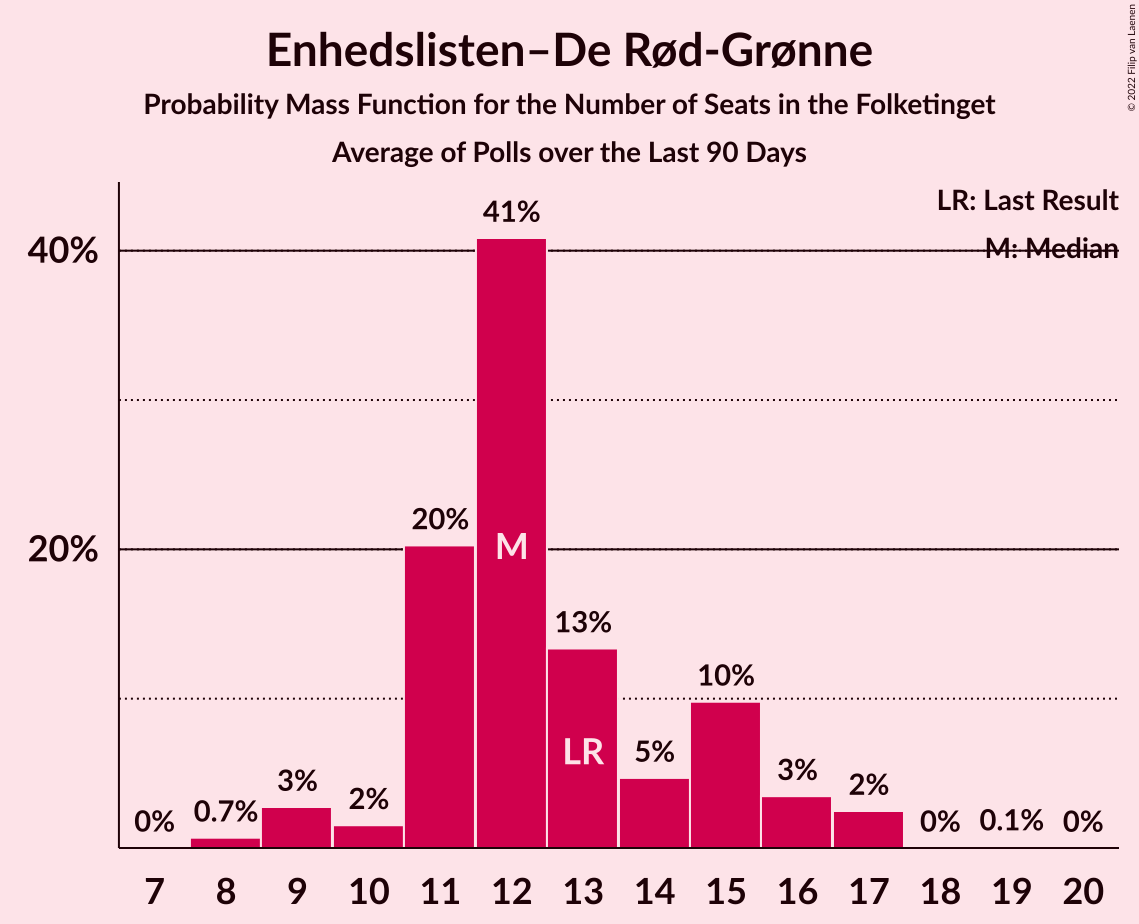 Enhedslisten–De Rød-Grønne
Probability Mass Function for the Number of Seats in the Folketinget
Average of Polls over the Last 90 Days
© 2022 Filip van Laenen
LR: Last Result
M: Median
40%
20%
0%
0.7%
3%
2%
20%
41%
13%
5%
10%
3%
2%
0%
0.1%
0%
M
LR
7 8 9 10 11 12 13 14 15 16 17 18 19 20